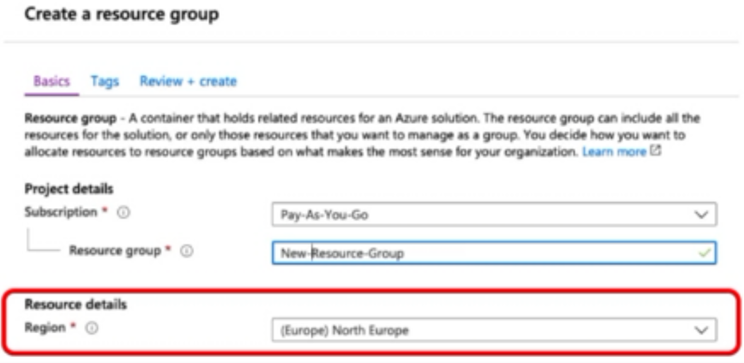 Create a resource group
Basics Tags Review + create
Resource group - A container that holds related resources for an Azure solution. The resource group can include all the
resources for the solution, or only those resources that you want to manage as a group. You decide how you want to
allocate resources to resource groups based on what makes the most sense for your organization. Learn more
Project details
Subscription * Pay-As-You-Go
Resource group * New-Resource-Group
Resource details
Region * (Europe) North Europe